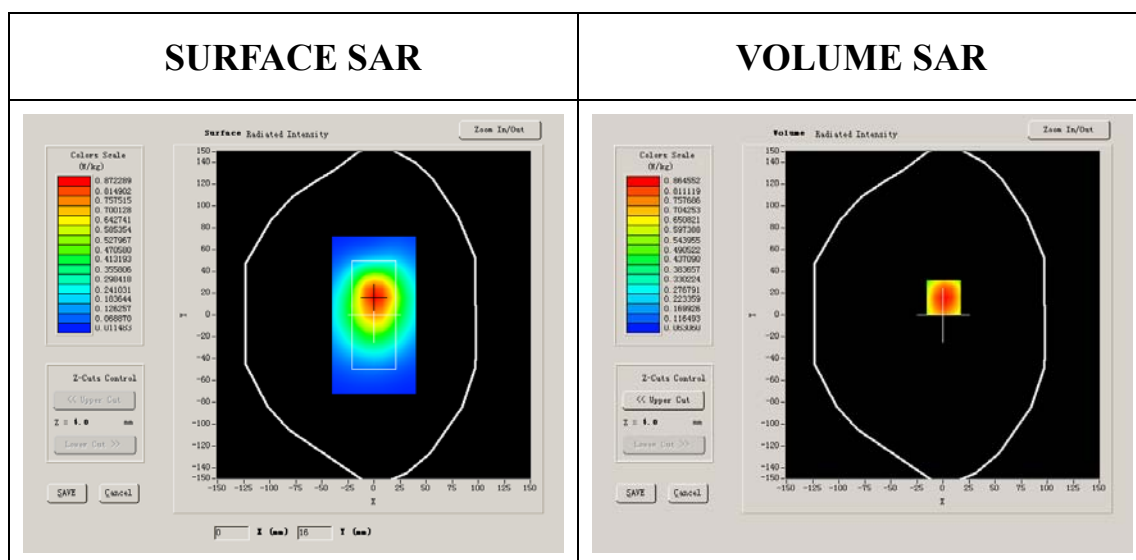 SURFACE SAR
VOLUME SAR
Surface Radiated Intensity
Zoom In/Out
Colors Scale
(W/kg)
0.872289
0.814902
0.757515
0.700128
0.642741
0.585354
0.527967
0.470580
0.413193
0.355806
0.298418
0.241031
0.183644
0.126257
0.068870
0.011483
150
140
120
100
80
60
40
20
0
-20
-40
-60
-80
-100
-120
-140
-150
Y
-150 -125 -100 -75 -50 -25 0 25 50 75 100 125 150
X
Z-Cuts Control
<< Upper Cut
Z = 4.0 mm
Lower Cut >>
SAVE Cancel
0 X (mm) 16 Y (mm)
Volume Radiated Intensity
Zoom In/Out
Colors Scale
(W/kg)
0.864552
0.811119
0.757686
0.704253
0.650821
0.597388
0.543955
0.490522
0.437090
0.383657
0.330224
0.276791
0.223359
0.169926
0.116493
0.063060
150
140
120
100
80
60
40
20
0
-20
-40
-60
-80
-100
-120
-140
-150
Y
-150 -125 -100 -75 -50 -25 0 25 50 75 100 125 150
X
Z-Cuts Control
<< Upper Cut
Z = 4.0 mm
Lower Cut >>
SAVE Cancel